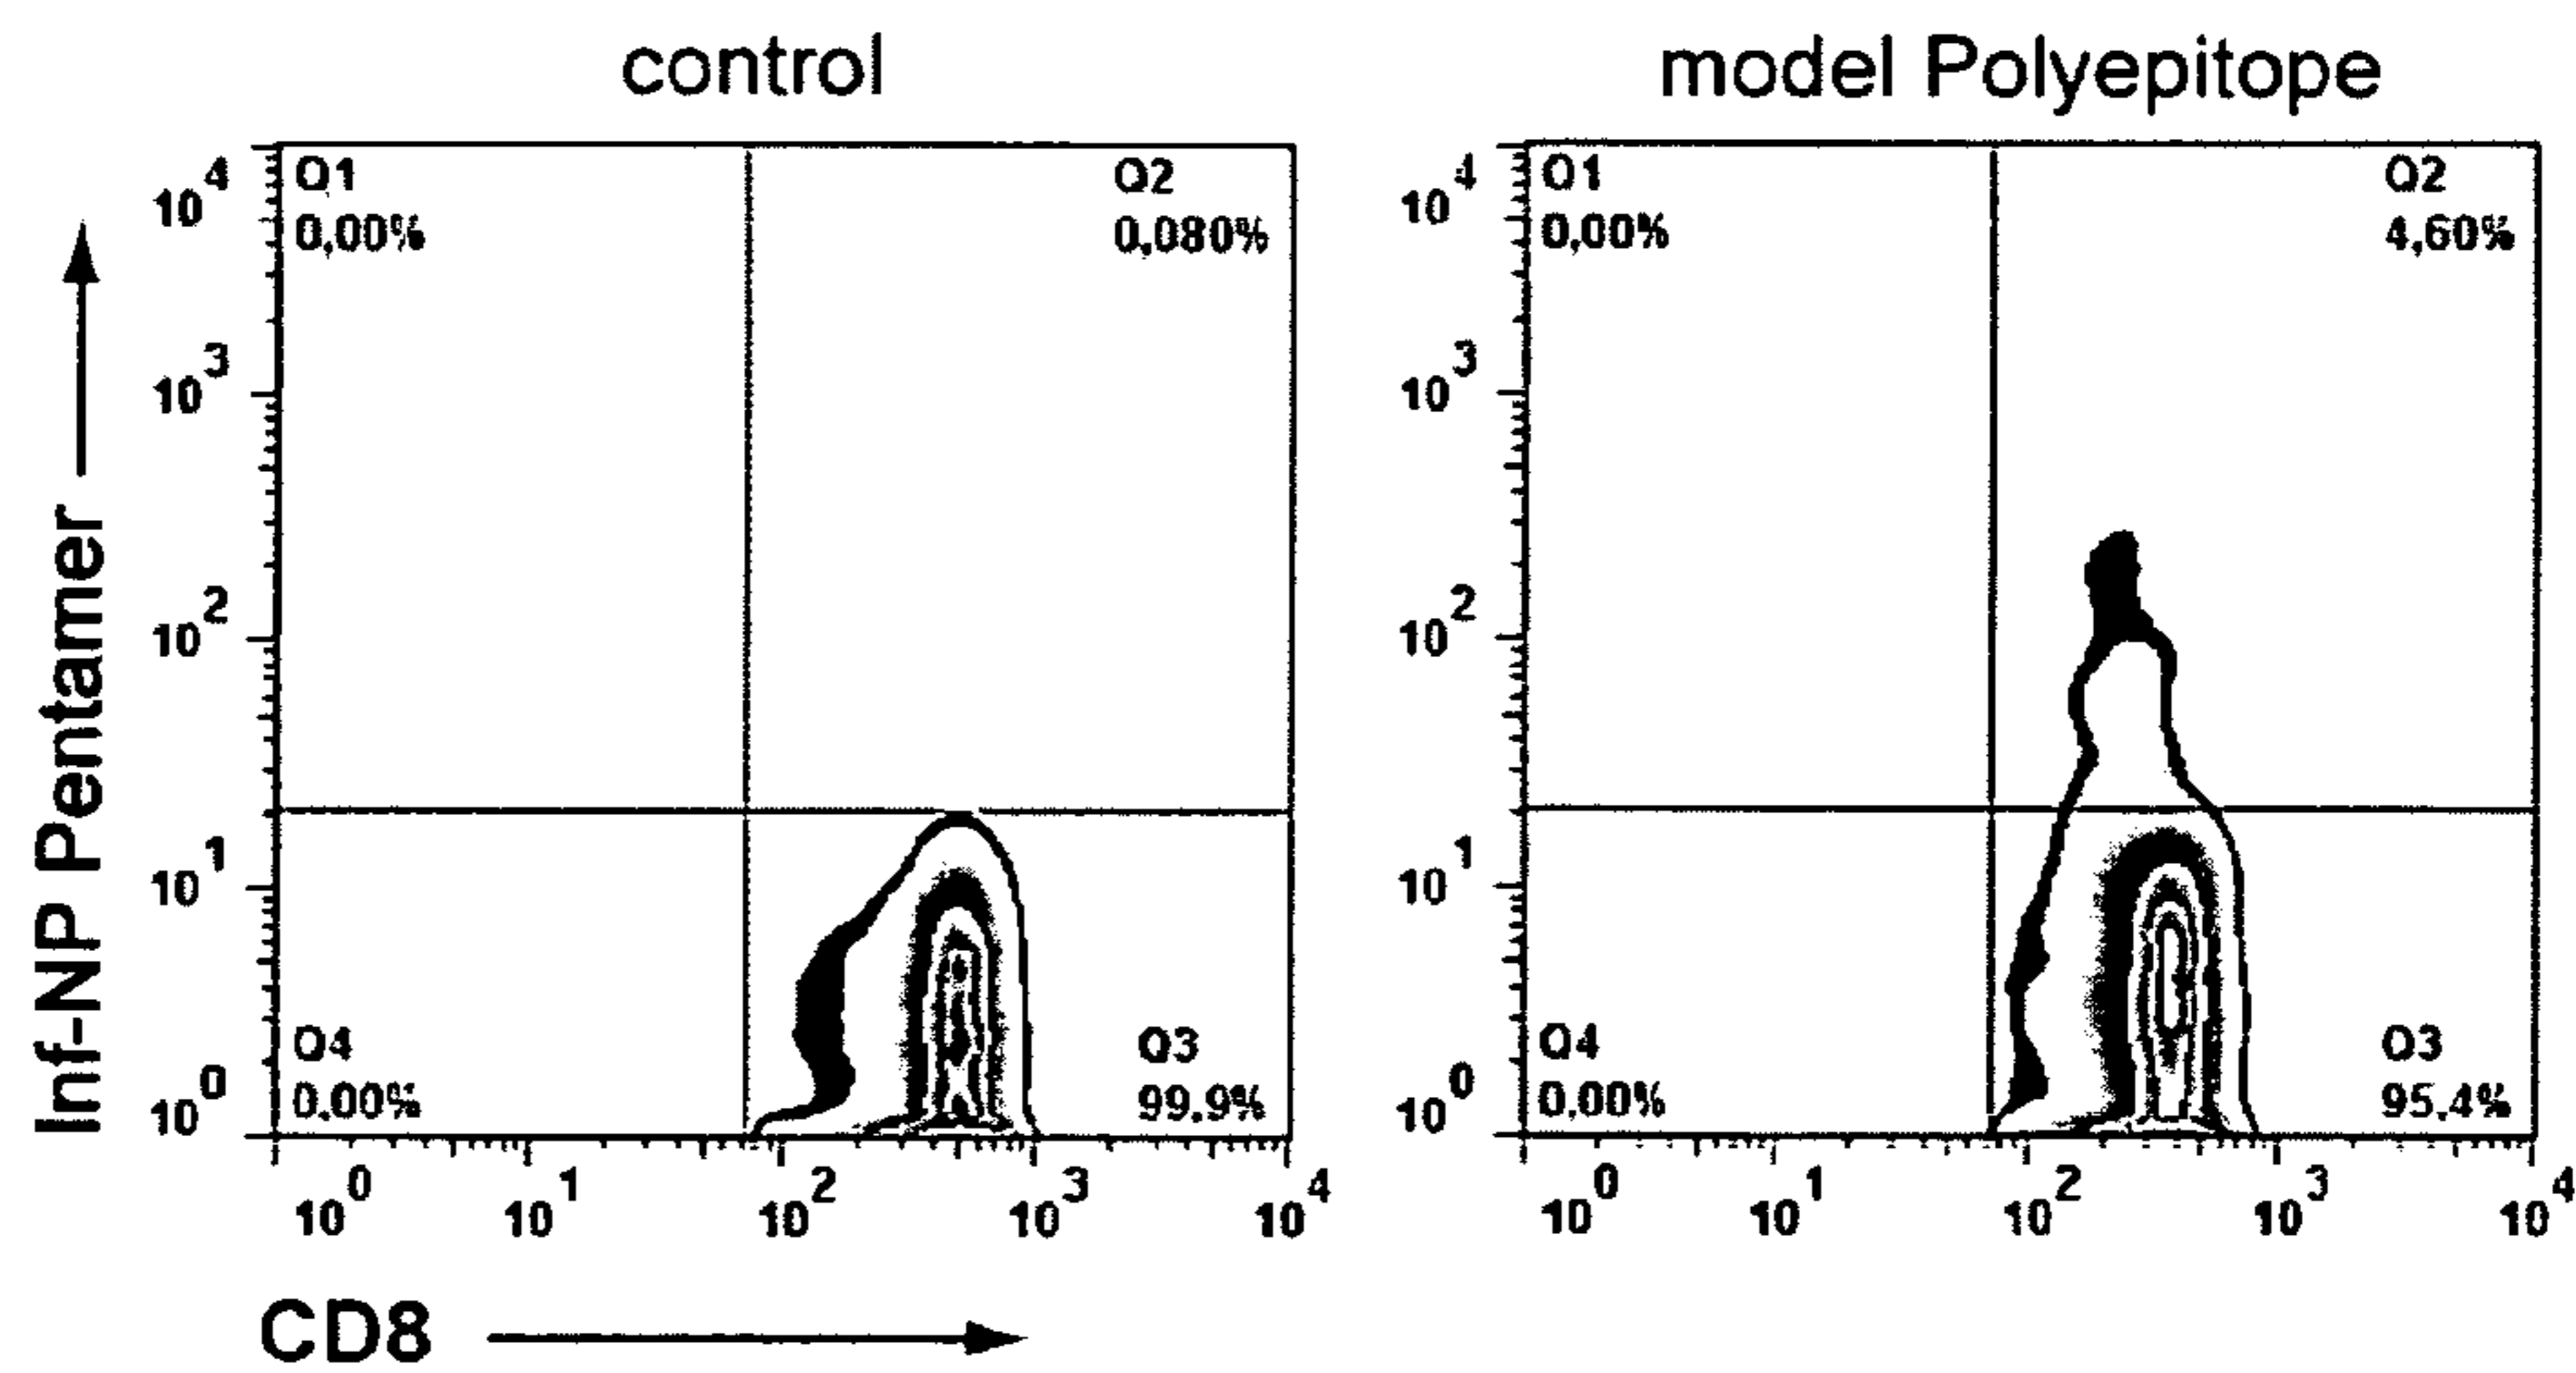 control
model Polyepitope
Inf-NP Pentamer
10^4
10^3
10^2
10^1
10^0
Q1
0,00%
Q2
0,080%
Q4
0,00%
Q3
99,9%
10^0 10^1 10^2 10^3 10^4
CD8
10^4
10^3
10^2
10^1
10^0
Q1
0,00%
Q2
4,60%
Q4
0,00%
Q3
95,4%
10^0 10^1 10^2 10^3 10^4